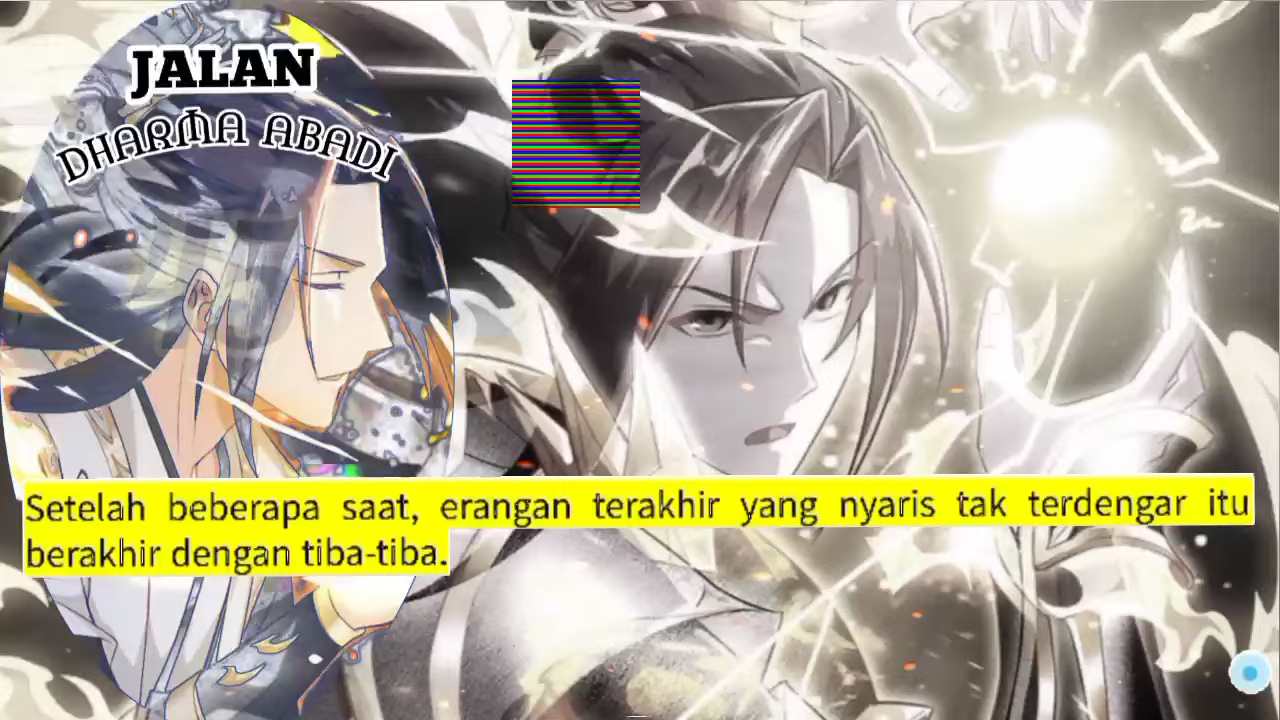 JALAN
DHARMA ABADI
Setelah beberapa saat, erangan terakhir yang nyaris tak terdengar itu
berakhir dengan tiba-tiba.